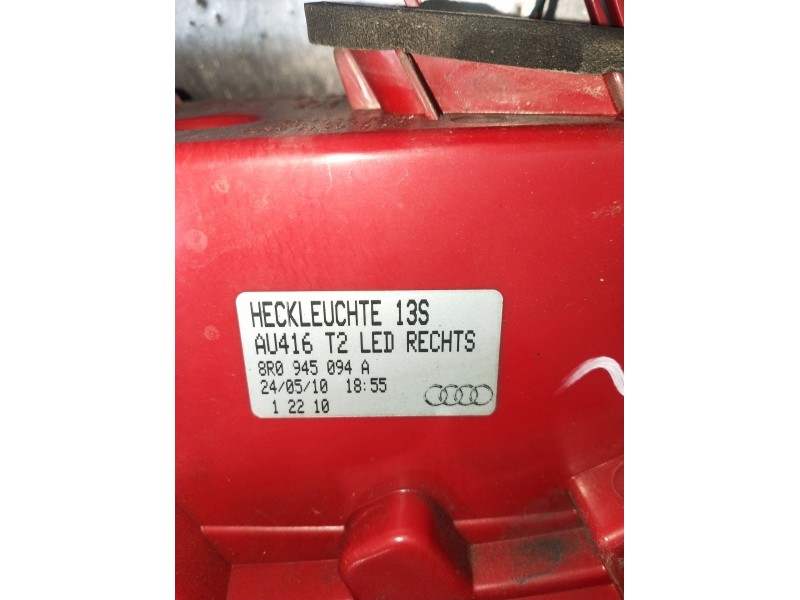 HECKLEUCHTE 13S
AU416 T2 LED RECHTS
8R0 945 094 A
24/05/10 18:55
1 22 10